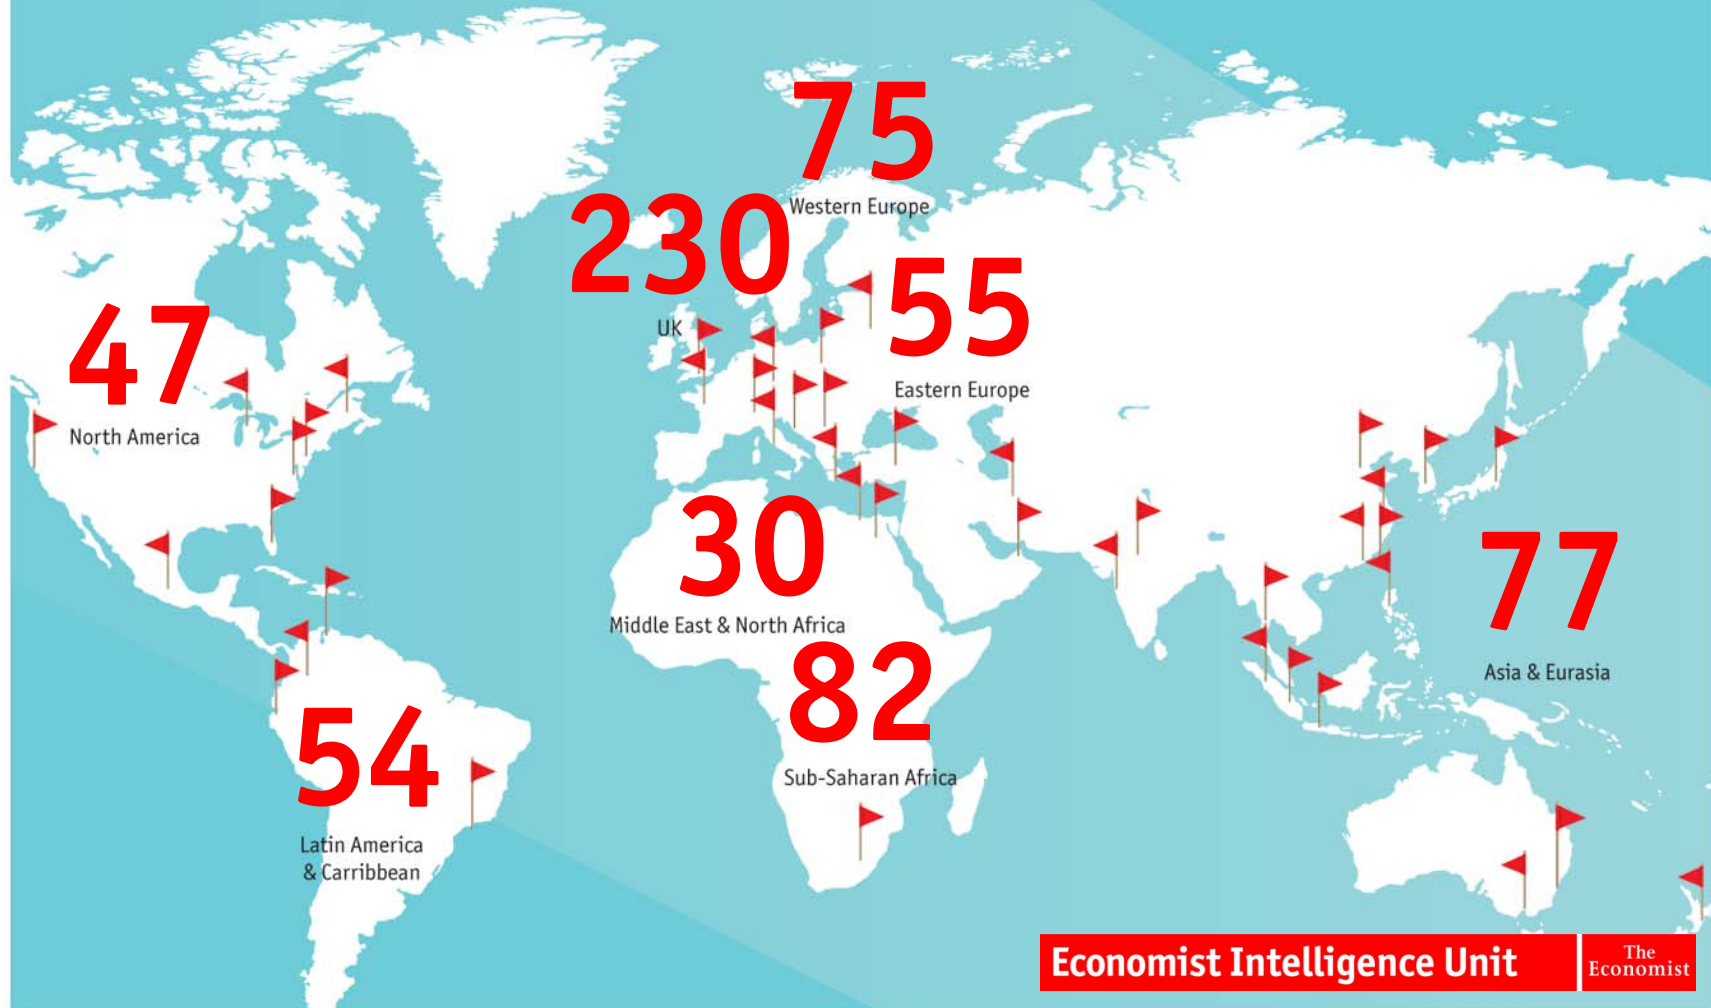 75
Western Europe
230
UK
55
Eastern Europe
47
North America
30
Middle East & North Africa
77
Asia & Eurasia
82
Sub-Saharan Africa
54
Latin America
& Carribbean
Economist Intelligence Unit
The
Economist